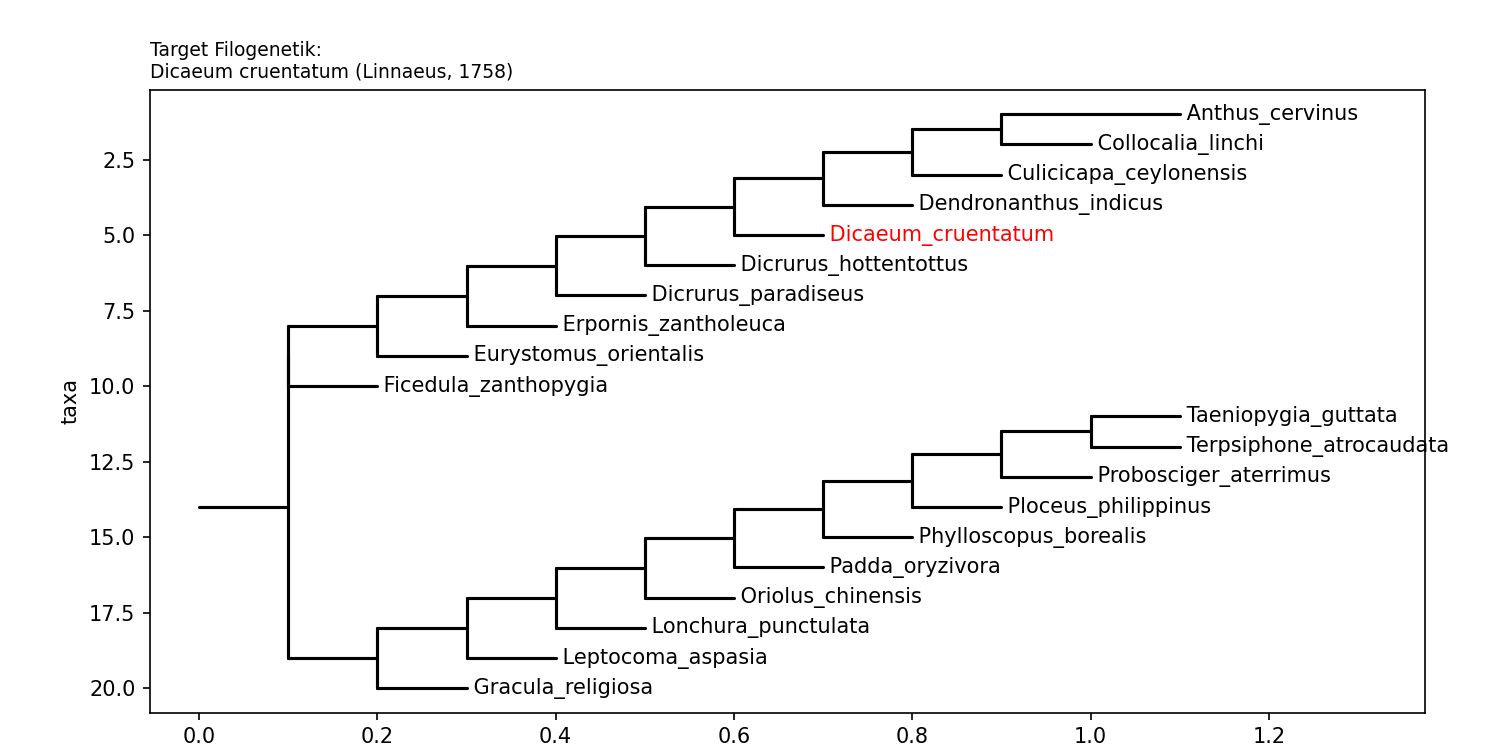 Target Filogenetik:
Dicaeum cruentatum (Linnaeus, 1758)
Anthus_cervinus
Collocalia_linchi
2.5
Culicicapa_ceylonensis
Dendronanthus_indicus
5.0
Dicaeum_cruentatum
Dicrurus_hottentottus
Dicrurus_paradiseus
7.5
Erpornis_zantholeuca
Eurystomus_orientalis
10.0
Ficedula_zanthopygia
taxa
Taeniopygia_guttata
Terpsiphone_atrocaudata
12.5
Probosciger_aterrimus
Ploceus_philippinus
15.0
Phylloscopus_borealis
Padda_oryzivora
Oriolus_chinensis
17.5
Lonchura_punctulata
Leptocoma_aspasia
20.0
Gracula_religiosa
0.0 0.2 0.4 0.6 0.8 1.0 1.2